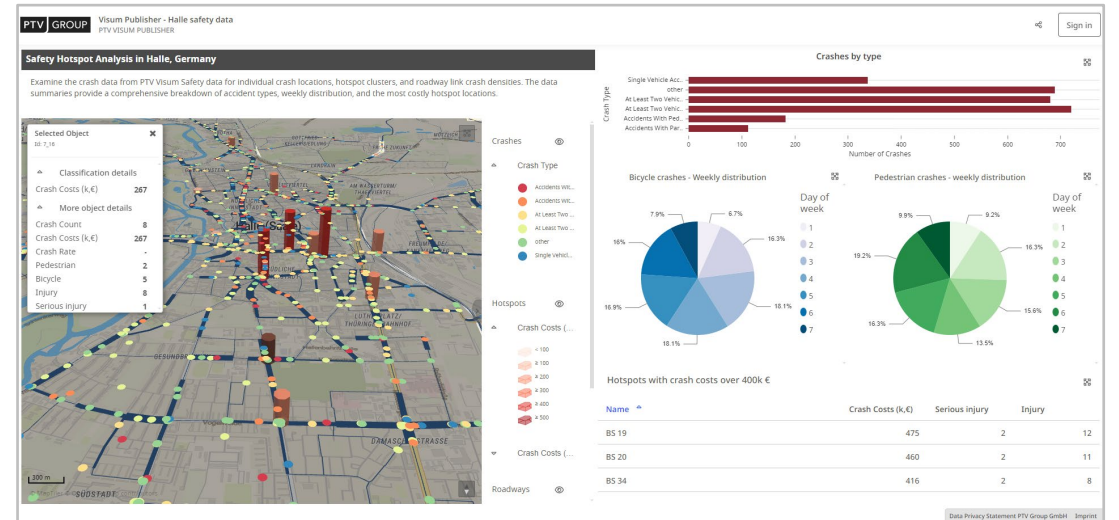 PTV GROUP
Visum Publisher - Halle safety data
PTV VISUM PUBLISHER
Sign in
Safety Hotspot Analysis in Halle, Germany
Examine the crash data from PTV Visum Safety data for individual crash locations, hotspot clusters, and roadway link crash densities. The data
summaries provide a comprehensive breakdown of accident types, weekly distribution, and the most costly hotspot locations.
Selected Object
ID: 7_16
Classification details
Crash Costs (k,€) 267
More object details
Crash Count 8
Crash Costs (k,€) 267
Crash Rate -
Pedestrian 2
Bicycle 5
Injury 8
Serious injury 1
Halle (Saale)
DAMASCHKESTRASSE
SÜDSTADT
200 m
Crashes
Crash Type
Accidents Wit...
Accidents Wit...
At Least Two ...
At Least Two ...
other
Single Vehicl...
Hotspots
Crash Costs (...
< 100
≥ 100
≥ 200
≥ 300
≥ 400
≥ 500
Crash Costs (...
Roadways
Crashes by type
Crash Type
Single Vehicle Acc..
other
At Least Two Vehic..
At Least Two Vehic..
Accidents With Ped..
Accidents With Par..
0 100 200 300 400 500 600 700
Number of Crashes
Bicycle crashes - Weekly distribution
7.9%
6.7%
16%
16.3%
16.9%
18.1%
18.1%
Day of
week
1
2
3
4
5
6
7
Pedestrian crashes - weekly distribution
9.9%
9.2%
19.2%
16.3%
15.6%
16.3%
13.5%
Day of
week
1
2
3
4
5
6
7
Hotspots with crash costs over 400k €
Name Crash Costs (k,€) Serious injury Injury
BS 19 475 2 12
BS 20 460 2 11
BS 34 416 2 8
Data Privacy Statement PTV Group GmbH Imprint